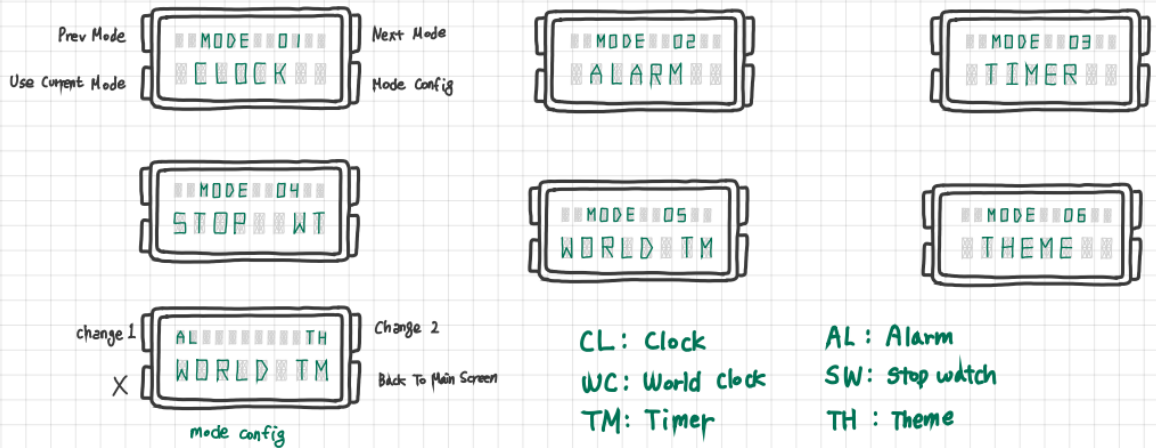 Prev Mode
MODE 01
Next Mode
Use Current Mode
CLOCK
Mode Config
MODE 02
ALARM
MODE 03
TIMER
MODE 04
STOP WT
MODE 05
WORLD TM
MODE 06
THEME
change 1
AL TH
Change 2
X
WORLD TM
Back To Main Screen
mode config
CL: Clock
AL: Alarm
WC: World clock
SW: Stop watch
TM: Timer
TH: Theme